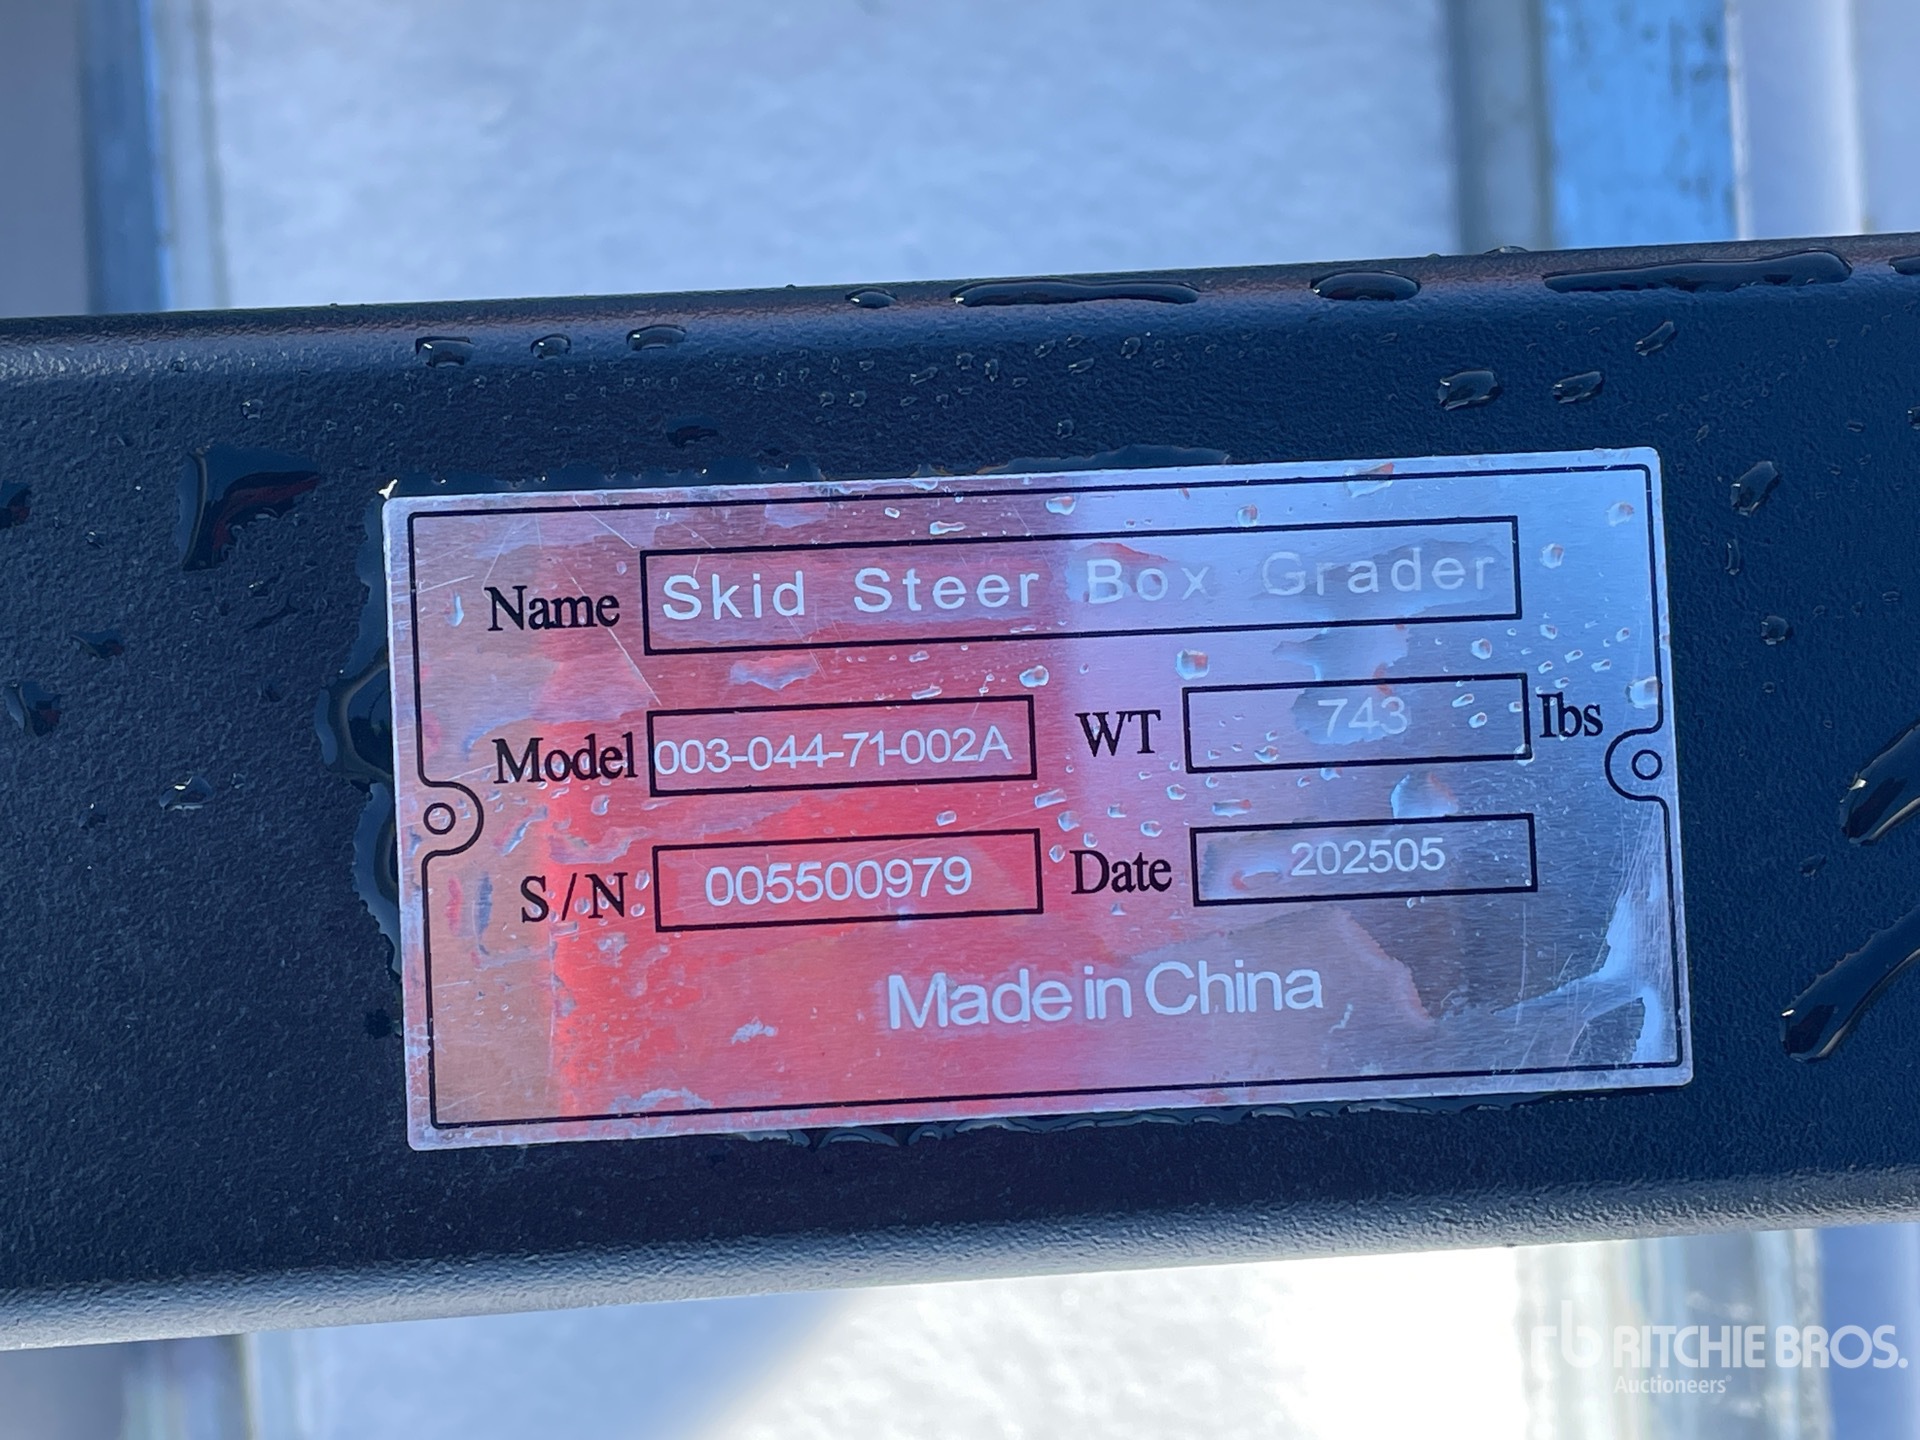 Name Skid Steer Box Grader
Model 003-044-71-002A WT 743 lbs
S/N 005500979 Date 202505
Made in China
rb RITCHIE BROS.
Auctioneers